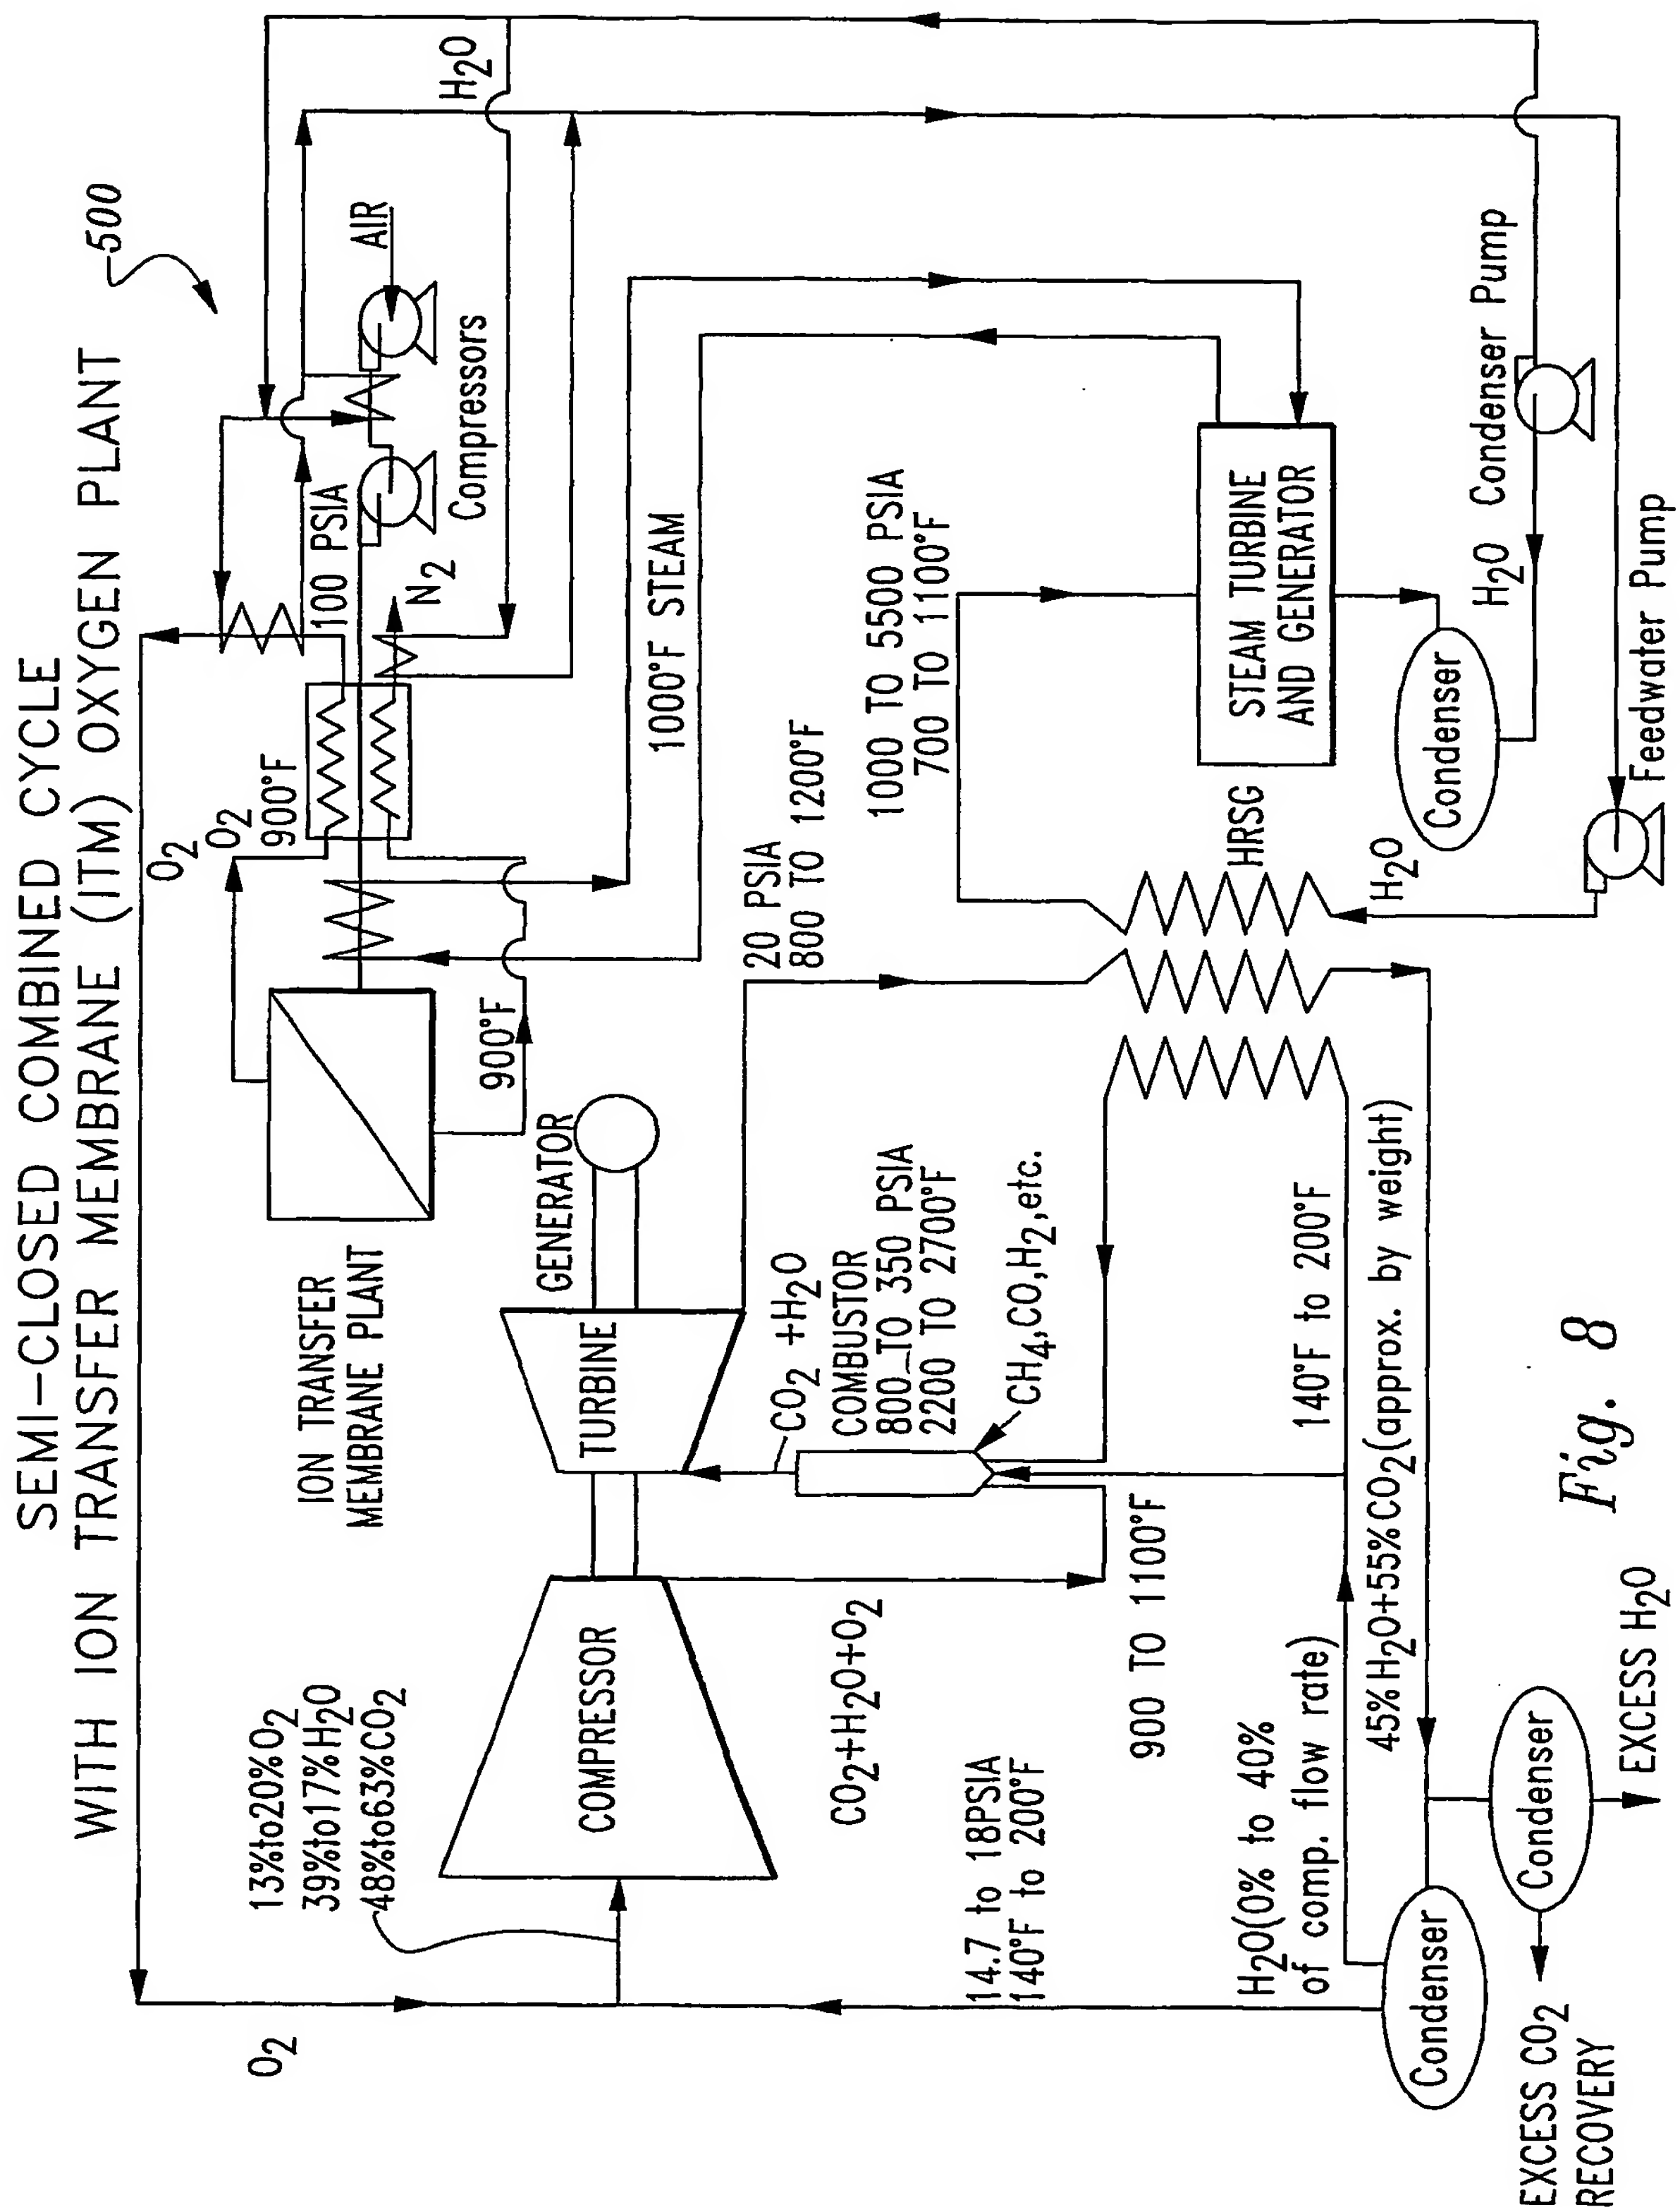 SEMI-CLOSED COMBINED CYCLE
WITH ION TRANSFER MEMBRANE (ITM) OXYGEN PLANT
500
O2
13%to20%O2
39%to17%H2O
48%to63%CO2
COMPRESSOR
CO2+H2O+O2
14.7 to 18PSIA
140°F to 200°F
ION TRANSFER
MEMBRANE PLANT
TURBINE
GENERATOR
CO2 +H2O
COMBUSTOR
800 TO 350 PSIA
2200 TO 2700°F
CH4,CO,H2,etc.
900 TO 1100°F
O2
O2
900°F
900°F
100 PSIA
N2
AIR
Compressors
H2O
1000°F STEAM
20 PSIA
800 TO 1200°F
1000 TO 5500 PSIA
700 TO 1100°F
HRSG
STEAM TURBINE
AND GENERATOR
Condenser
H2O Condenser Pump
H2O
Feedwater Pump
140°F to 200°F
H2O(0% to 40%
of comp. flow rate)
45%H2O+55%CO2(approx. by weight)
Condenser
Condenser
EXCESS CO2
RECOVERY
EXCESS H2O
Fig. 8